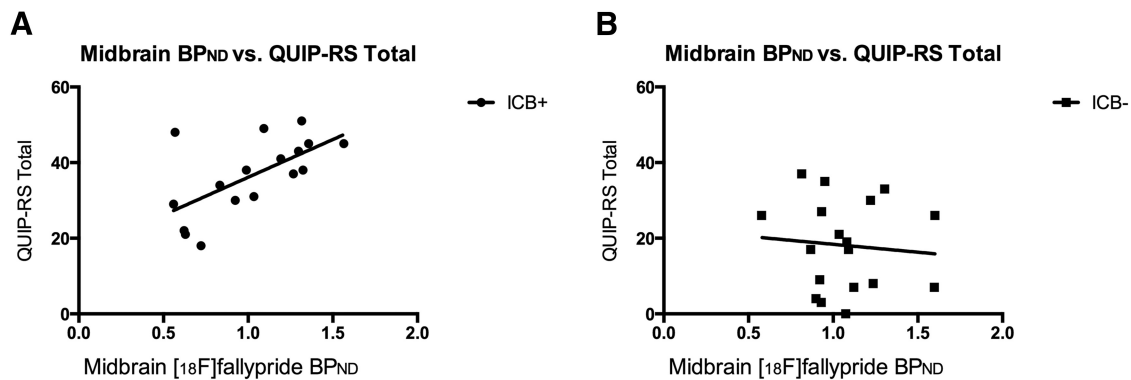 A
Midbrain BPND vs. QUIP-RS Total
60
40
20
0
QUIP-RS Total
0.0 0.5 1.0 1.5 2.0
Midbrain [18F]fallypride BPND
ICB+
B
Midbrain BPND vs. QUIP-RS Total
60
40
20
0
QUIP-RS Total
0.0 0.5 1.0 1.5 2.0
Midbrain [18F]fallypride BPND
ICB-